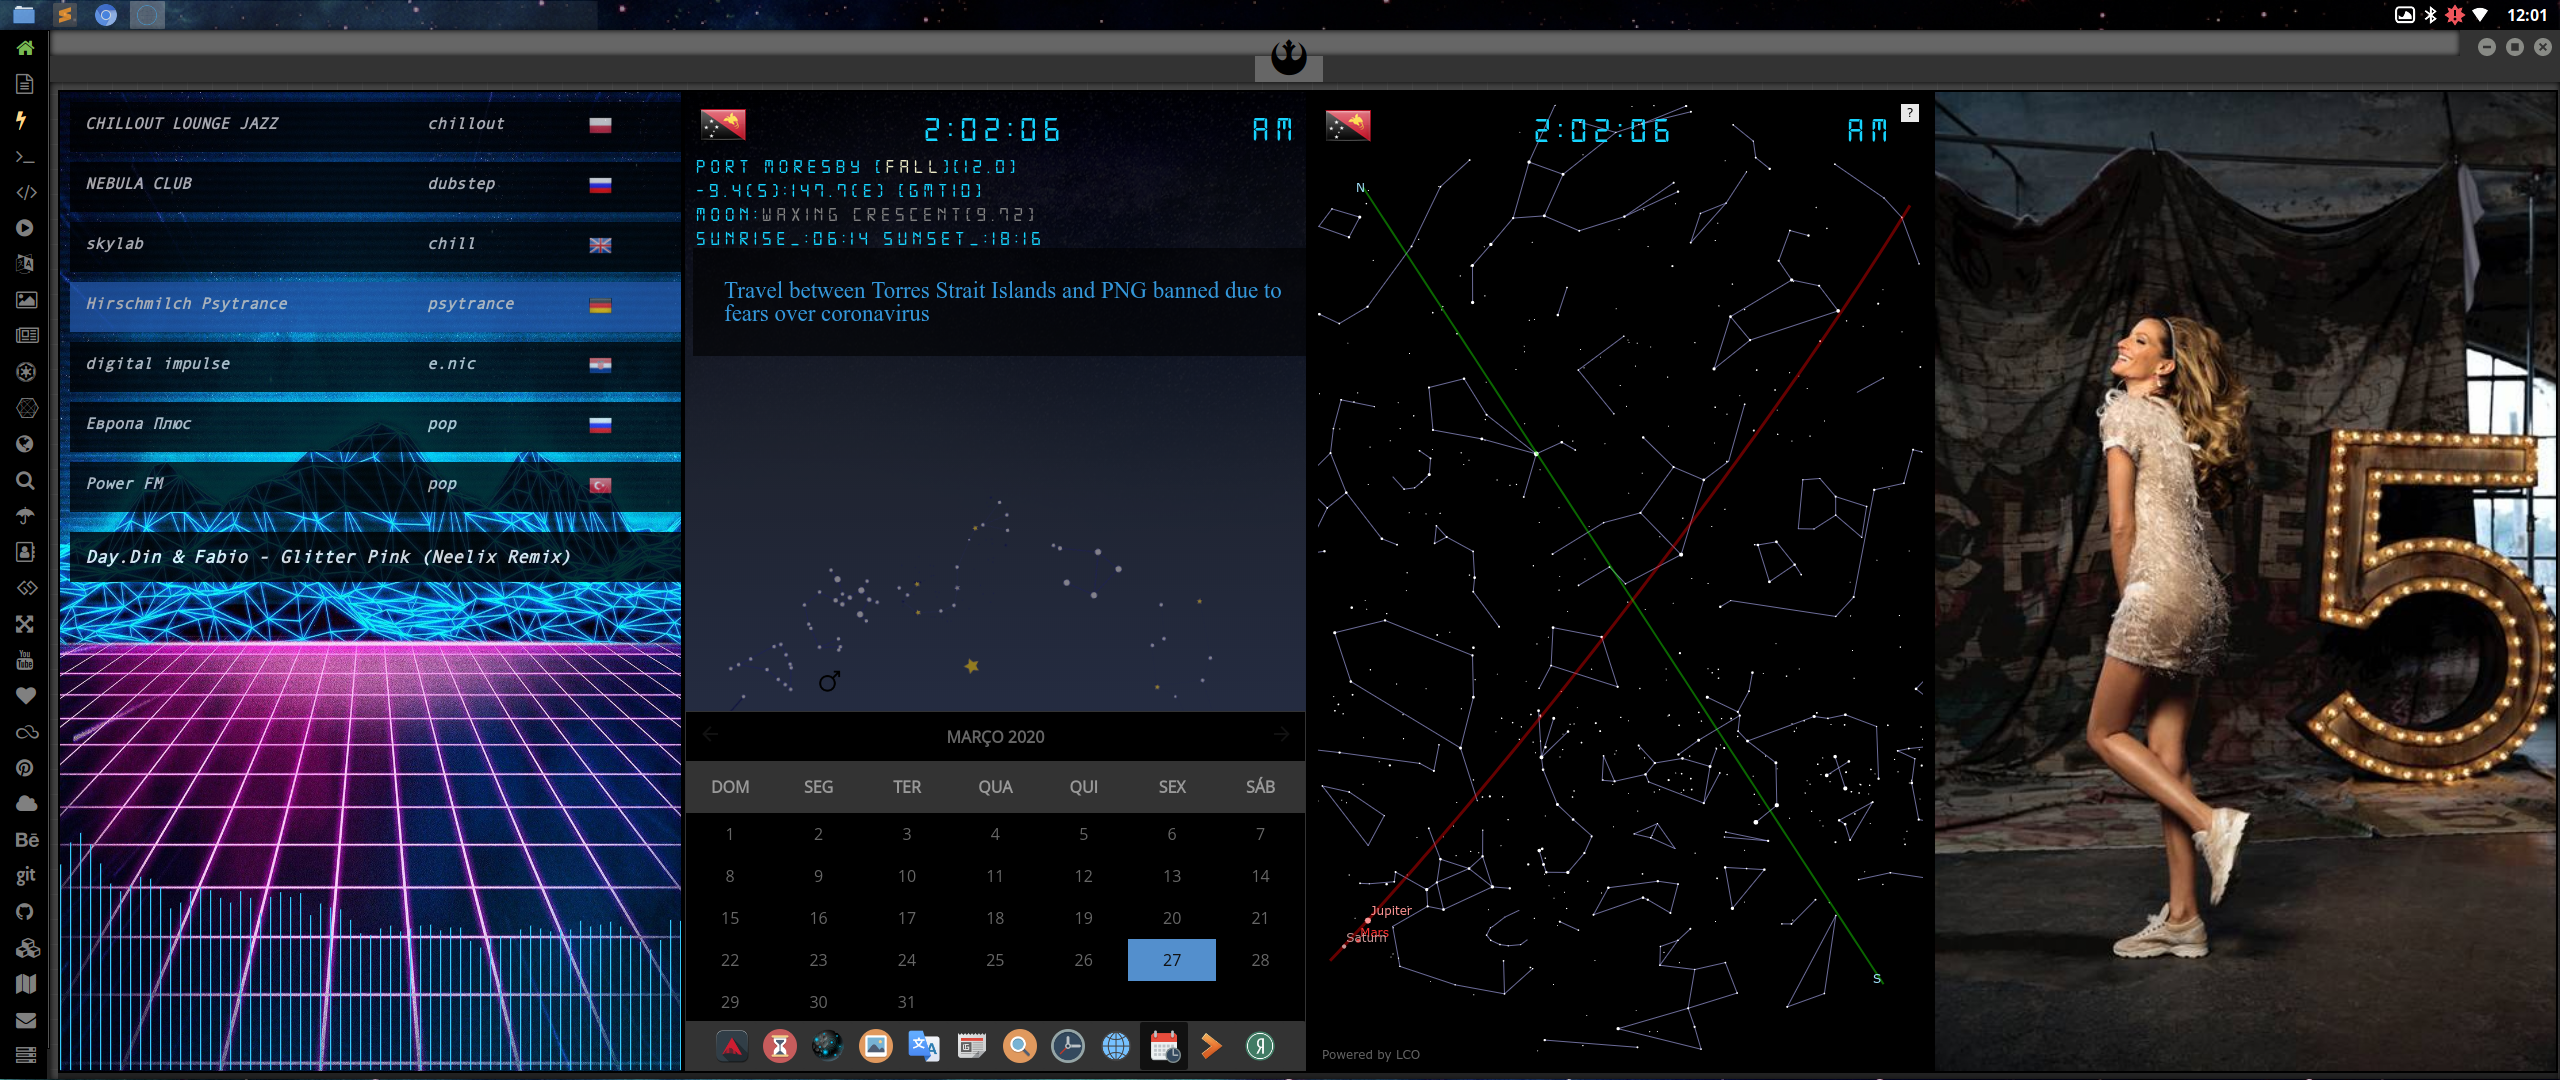 12:01
CHILLOUT LOUNGE JAZZ chillout
NEBULA CLUB dubstep
skylab chill
Hirschmilch Psytrance psytrance
digital impulse e.nic
Европа Плюс pop
Power FM pop
Day.Din & Fabio - Glitter Pink (Neelix Remix)
You
Tube
Bē
git
2:02:06 AM
PORT MORESBY [FALL][12.0]
-9.4(S):147.7(E) [GMT10]
MOON:WAXING CRESCENT[9.72]
SUNRISE_:06:14 SUNSET_:18:16
Travel between Torres Strait Islands and PNG banned due to
fears over coronavirus
MARÇO 2020
DOM SEG TER QUA QUI SEX SÁB
1 2 3 4 5 6 7
8 9 10 11 12 13 14
15 16 17 18 19 20 21
22 23 24 25 26 27 28
29 30 31
2:02:06 AM
?
N
Jupiter
Mars
Saturn
S
Powered by LCO
5